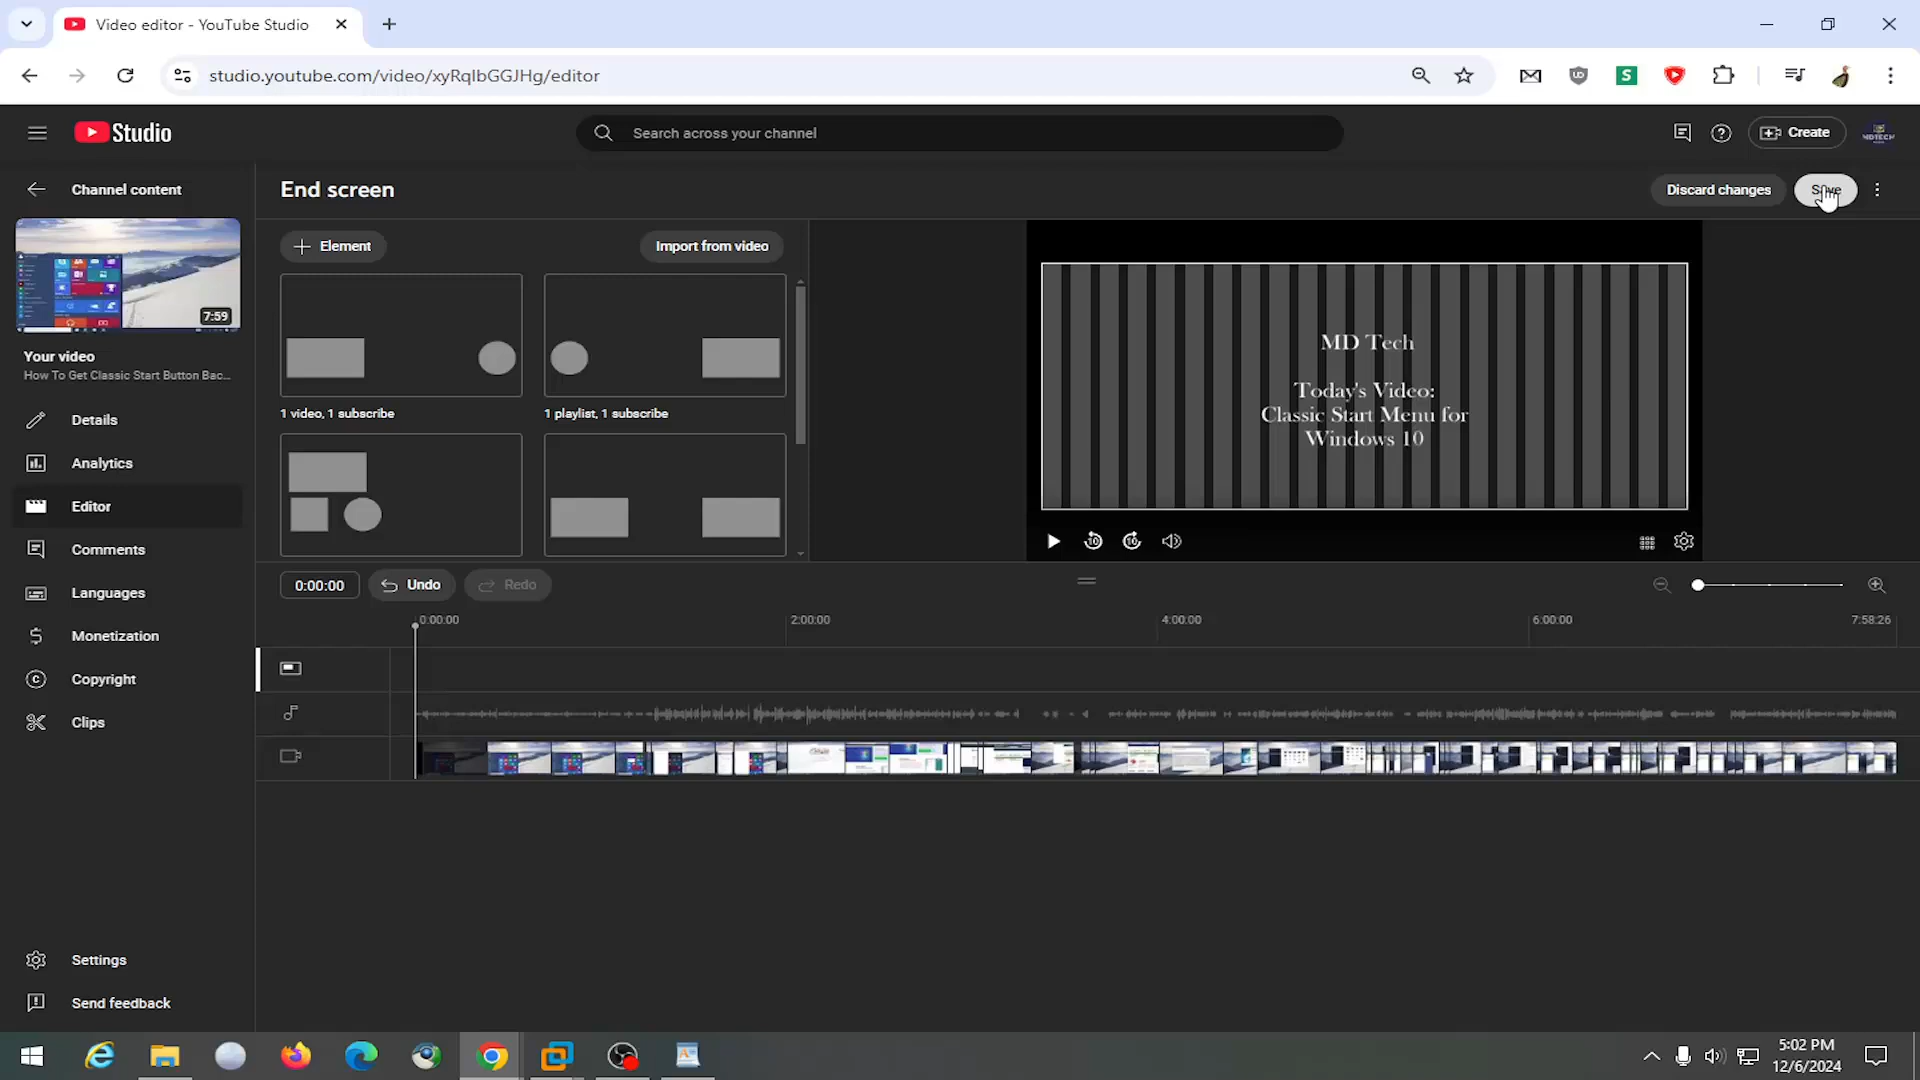 Video editor - YouTube Studio
studio.youtube.com/video/xyRqlbGGJHg/editor
Studio
Search across your channel
Create
MDTECH
Channel content
End screen
Discard changes
Save
Element
Import from video
7:59
1 video, 1 subscribe
1 playlist, 1 subscribe
MD Tech
Today's Video:
Classic Start Menu for
Windows 10
Your video
How To Get Classic Start Button Bac...
Details
Analytics
Editor
Comments
Languages
Monetization
Copyright
Clips
Settings
Send feedback
10
10
0:00:00
Undo
Redo
0:00:00
2:00:00
4:00:00
6:00:00
7:58:26
5:02 PM
12/6/2024